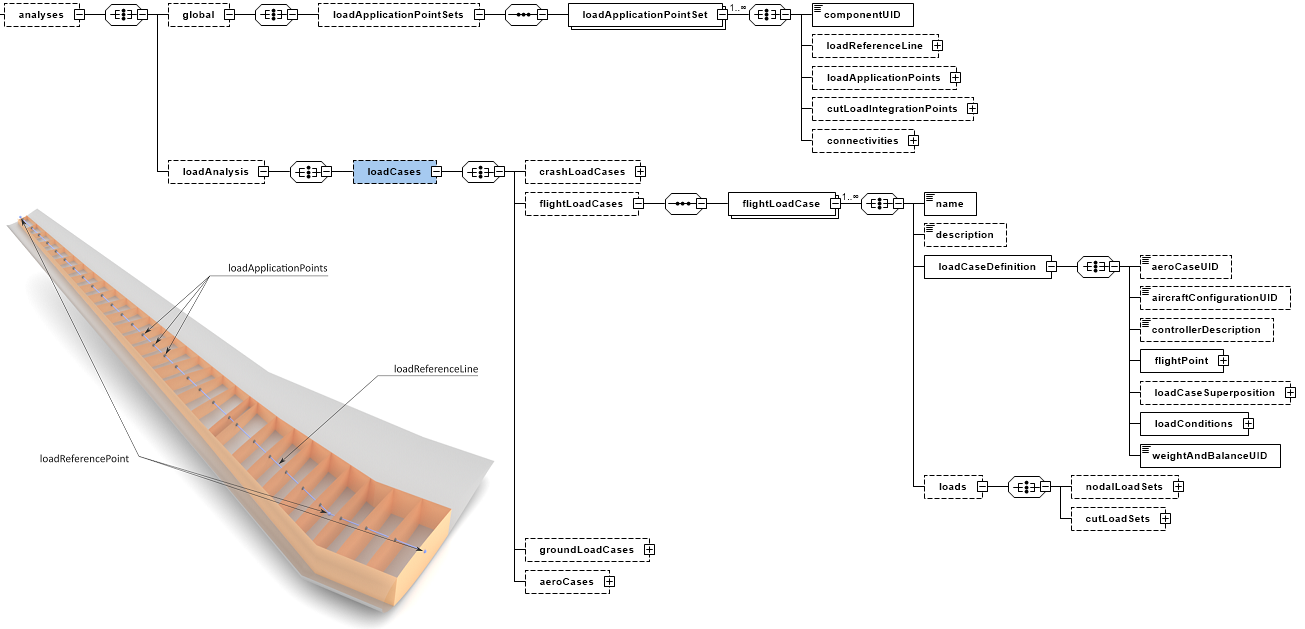 analyses
global
loadApplicationPointSets
loadApplicationPointSet
1..∞
componentUID
loadReferenceLine
loadApplicationPoints
cutLoadIntegrationPoints
connectivities
loadAnalysis
loadCases
crashLoadCases
flightLoadCases
flightLoadCase
1..∞
name
description
loadCaseDefinition
aeroCaseUID
aircraftConfigurationUID
controllerDescription
flightPoint
loadCaseSuperposition
loadConditions
weightAndBalanceUID
loads
nodalLoadSets
cutLoadSets
groundLoadCases
aeroCases
loadApplicationPoints
loadReferenceLine
loadReferencePoint